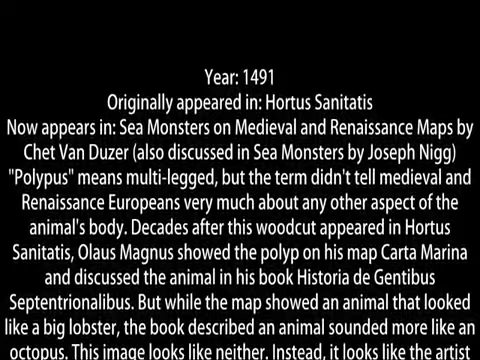 Year: 1491
Originally appeared in: Hortus Sanitatis
Now appears in: Sea Monsters on Medieval and Renaissance Maps by
Chet Van Duzer (also discussed in Sea Monsters by Joseph Nigg)
"Polypus" means multi-legged, but the term didn't tell medieval and
Renaissance Europeans very much about any other aspect of the
animal's body. Decades after this woodcut appeared in Hortus
Sanitatis, Olaus Magnus showed the polyp on his map Carta Marina
and discussed the animal in his book Historia de Gentibus
Septentrionalibus. But while the map showed an animal that looked
like a big lobster, the book described an animal sounded more like an
octopus. This image looks like neither. Instead, it looks like the artist